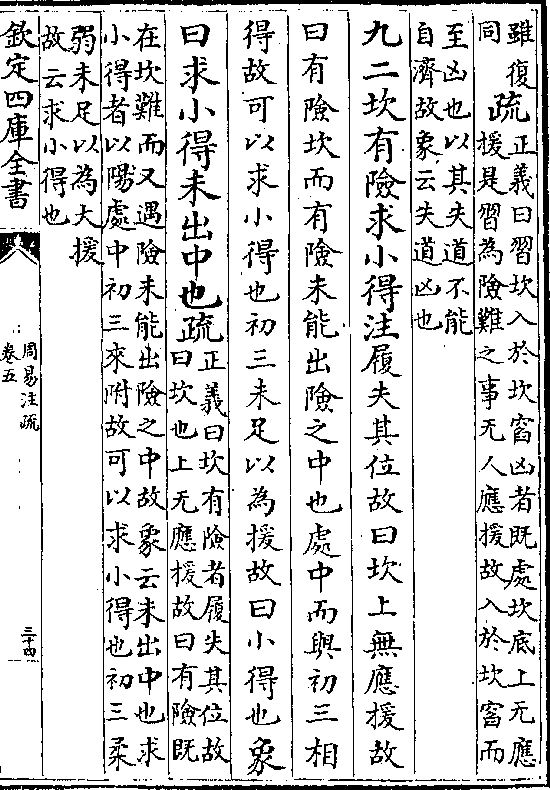 雖復疏正義曰習坎入於坎窞凶者既處坎底上无應
同援是習為險難之事无人應援故入於坎窞而
至凶也以其失道不能
自濟故象云失道凶也
九二坎有險求小得注履失其位故曰坎上無應援故
曰有險坎而有險未能出險之中也處中而與初三相
得故可以求小得也初三未足以為援故曰小得也象
曰求小得未出中也疏正義曰坎有險者履失其位故
曰坎也上无應援故曰有險既
在坎難而又遇險未能出險之中故象云未出中也求
小得者以陽處中初三來附故可以求小得也初三柔
弱未足以為大援
故云求小得也
欽定四庫全書
周易注疏
卷五
三十四